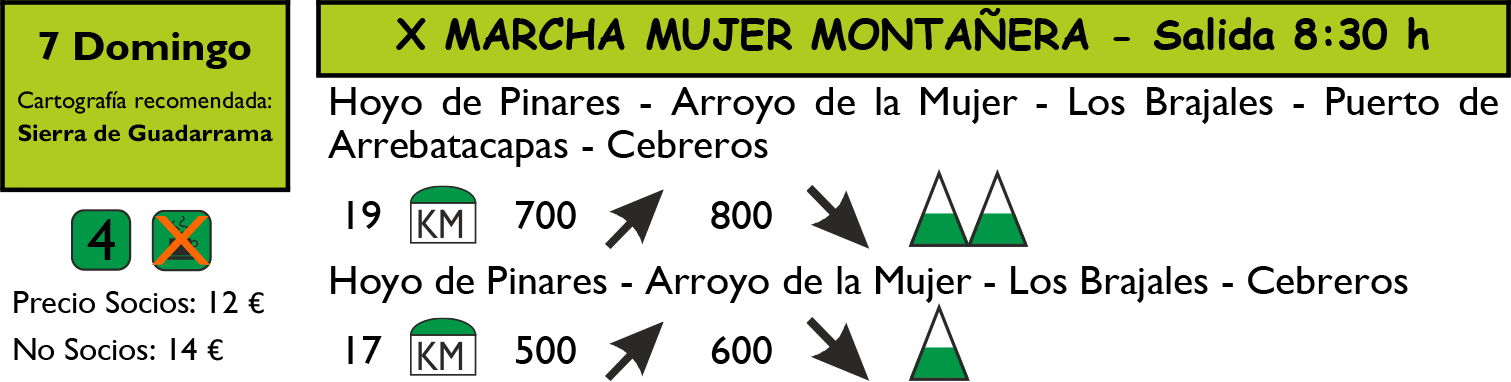 7 Domingo
Cartografía recomendada:
Sierra de Guadarrama
4
Precio Socios: 12 €
No Socios: 14 €
X MARCHA MUJER MONTAÑERA - Salida 8:30 h
Hoyo de Pinares - Arroyo de la Mujer - Los Brajales - Puerto de
Arrebatacapas - Cebreros
19 KM 700 800
Hoyo de Pinares - Arroyo de la Mujer - Los Brajales - Cebreros
17 KM 500 600